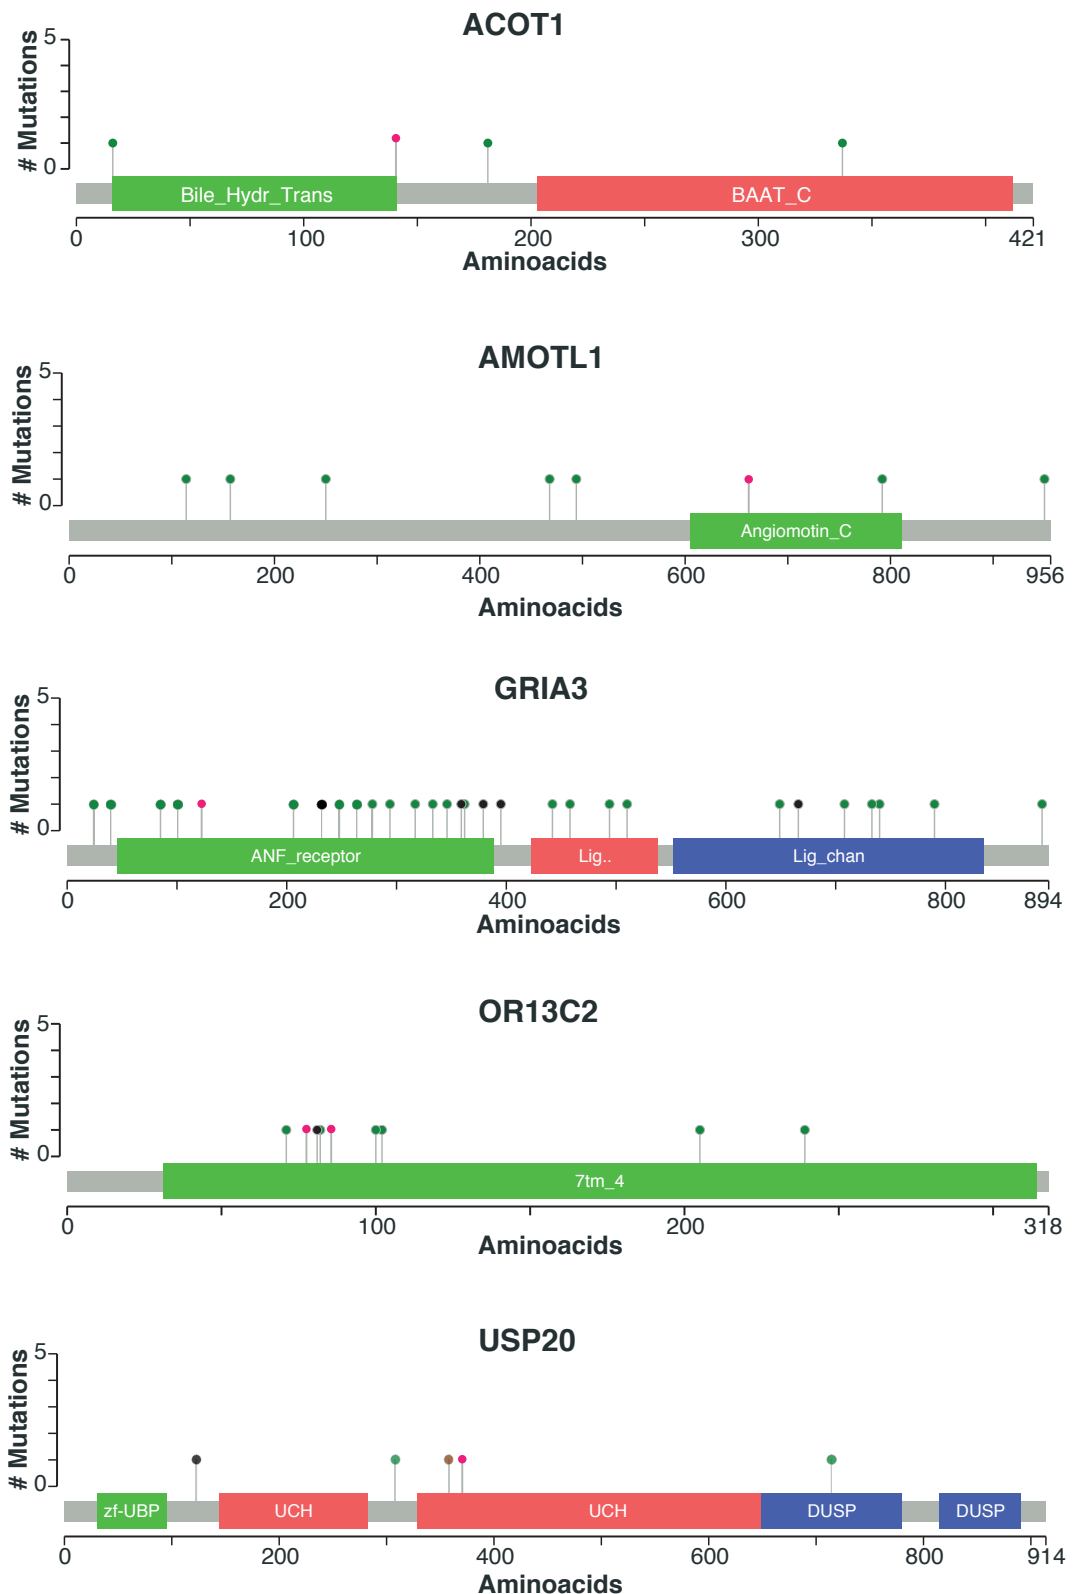 ACOT1
# Mutations
5
0
Bile_Hydr_Trans
BAAT_C
0 100 200 300 421
Aminoacids
AMOTL1
# Mutations
5
0
Angiomotin_C
0 200 400 600 800 956
Aminoacids
GRIA3
# Mutations
5
0
ANF_receptor
Lig..
Lig_chan
0 200 400 600 800 894
Aminoacids
OR13C2
# Mutations
5
0
7tm_4
0 100 200 318
Aminoacids
USP20
# Mutations
5
0
zf-UBP
UCH
UCH
DUSP
DUSP
0 200 400 600 800 914
Aminoacids